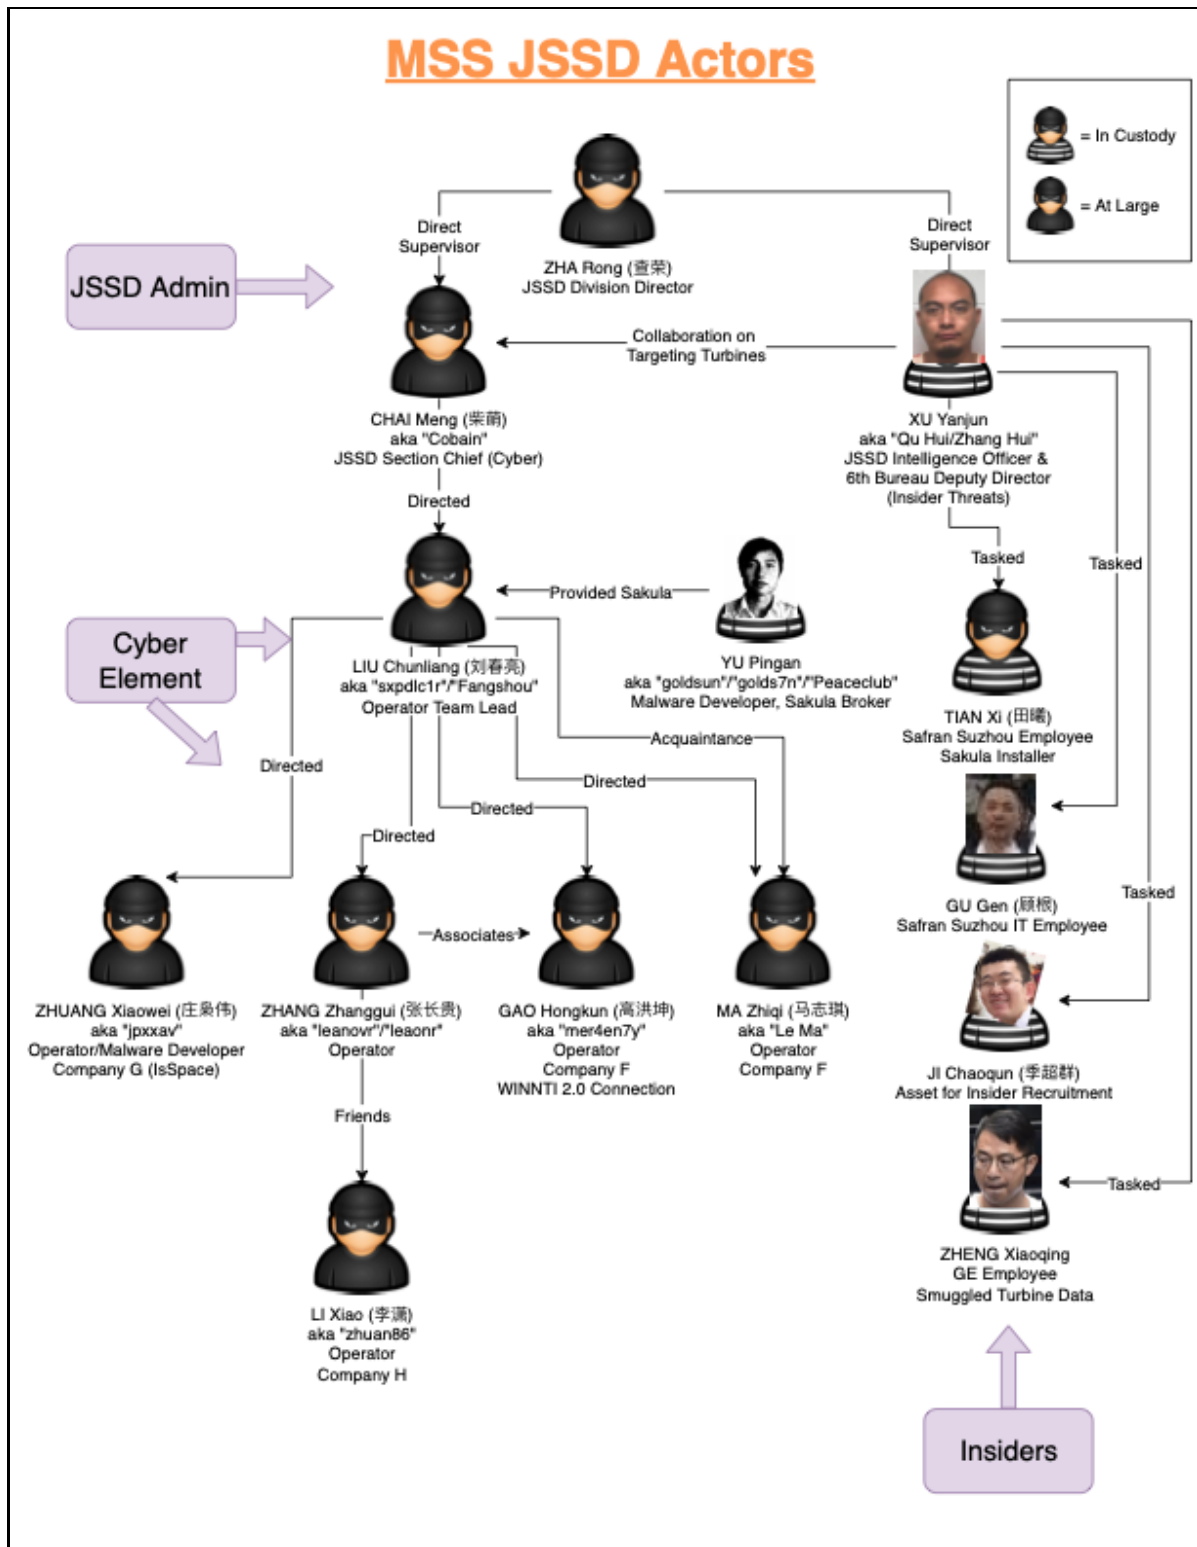 MSS JSSD Actors
= In Custody
= At Large
Direct
Supervisor
Direct
Supervisor
ZHA Rong (查荣)
JSSD Division Director
JSSD Admin
Collaboration on
Targeting Turbines
CHAI Meng (柴萌)
aka "Cobain"
JSSD Section Chief (Cyber)
XU Yanjun
aka "Qu Hui/Zhang Hui"
JSSD Intelligence Officer &
6th Bureau Deputy Director
(Insider Threats)
Directed
Tasked
Tasked
Provided Sakula
Cyber
Element
LIU Chunliang (刘春亮)
aka "sxpdlc1r"/"Fangshou"
Operator Team Lead
YU Pingan
aka "goldsun"/"golds7n"/"Peaceclub"
Malware Developer, Sakula Broker
TIAN Xi (田曦)
Safran Suzhou Employee
Sakula Installer
Acquaintance
Directed
Directed
Directed
Directed
Tasked
GU Gen (顾根)
Safran Suzhou IT Employee
Associates
ZHUANG Xiaowei (庄枭伟)
aka "jpxxav"
Operator/Malware Developer
Company G (IsSpace)
ZHANG Zhanggui (张长贵)
aka "leanovr"/"leaonr"
Operator
GAO Hongkun (高洪坤)
aka "mer4en7y"
Operator
Company F
WINNTI 2.0 Connection
MA Zhiqi (马志琪)
aka "Le Ma"
Operator
Company F
JI Chaoqun (季超群)
Asset for Insider Recruitment
Friends
Tasked
ZHENG Xiaoqing
GE Employee
Smuggled Turbine Data
LI Xiao (李潇)
aka "zhuan86"
Operator
Company H
Insiders